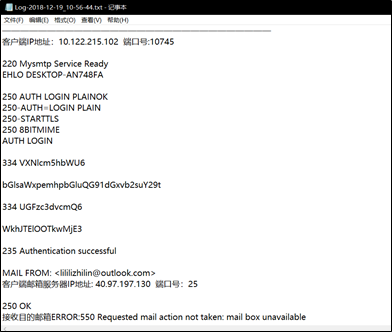 Log-2018-12-19_10-56-44.txt - 记事本
文件(F) 编辑(E) 格式(O) 查看(V) 帮助(H)
客户端IP地址：10.122.215.102 端口号:10745
220 Mysmtp Service Ready
EHLO DESKTOP-AN748FA
250 AUTH LOGIN PLAINOK
250-AUTH=LOGIN PLAIN
250-STARTTLS
250 8BITMIME
AUTH LOGIN
334 VXNlcm5hbWU6
bGlsaWxpemhpbGluQG91dGxvb2suY29t
334 UGFzc3dvcmQ6
WkhJTElOOTkwMjE3
235 Authentication successful
MAIL FROM: <lililizhilin@outlook.com>
客户端邮箱服务器IP地址: 40.97.197.130 端口号：25
250 OK
接收目的邮箱ERROR:550 Requested mail action not taken: mail box unavailable